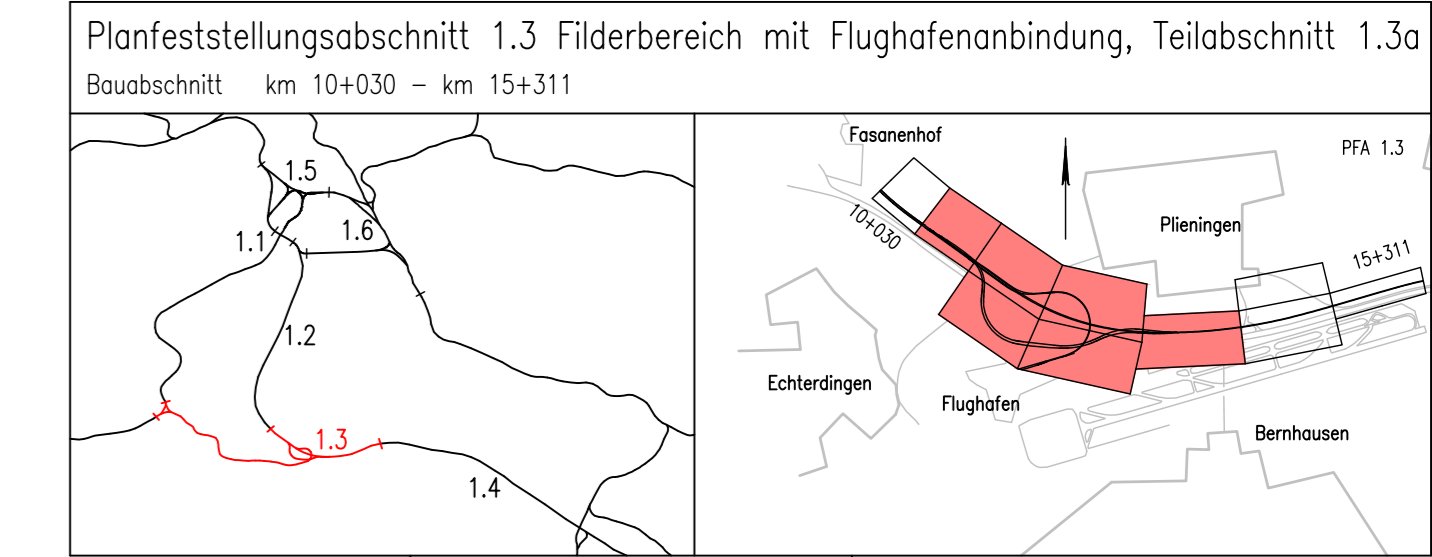 Planfeststellungsabschnitt 1.3 Filderbereich mit Flughafenanbindung, Teilabschnitt 1.3a
Bauabschnitt km 10+030 – km 15+311
1.5
1.6
1.1
1.2
1.3
1.4
Fasanenhof
PFA 1.3
10+030
Plieningen
15+311
Echterdingen
Flughafen
Bernhausen